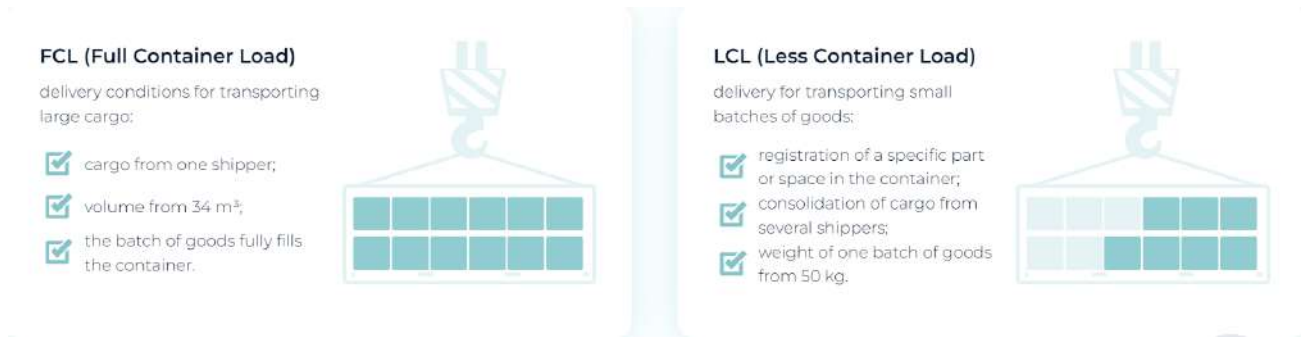 FCL (Full Container Load)
delivery conditions for transporting
large cargo:
cargo from one shipper;
volume from 34 m³;
the batch of goods fully fills
the container.
LCL (Less Container Load)
delivery for transporting small
batches of goods:
registration of a specific part
or space in the container;
consolidation of cargo from
several shippers;
weight of one batch of goods
from 50 kg.